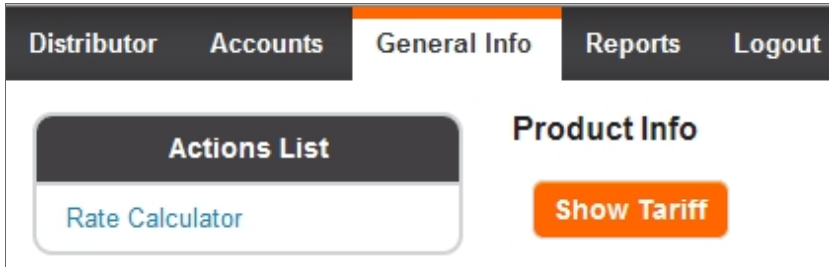 Distributor Accounts General Info Reports Logout
Actions List
Rate Calculator
Product Info
Show Tariff